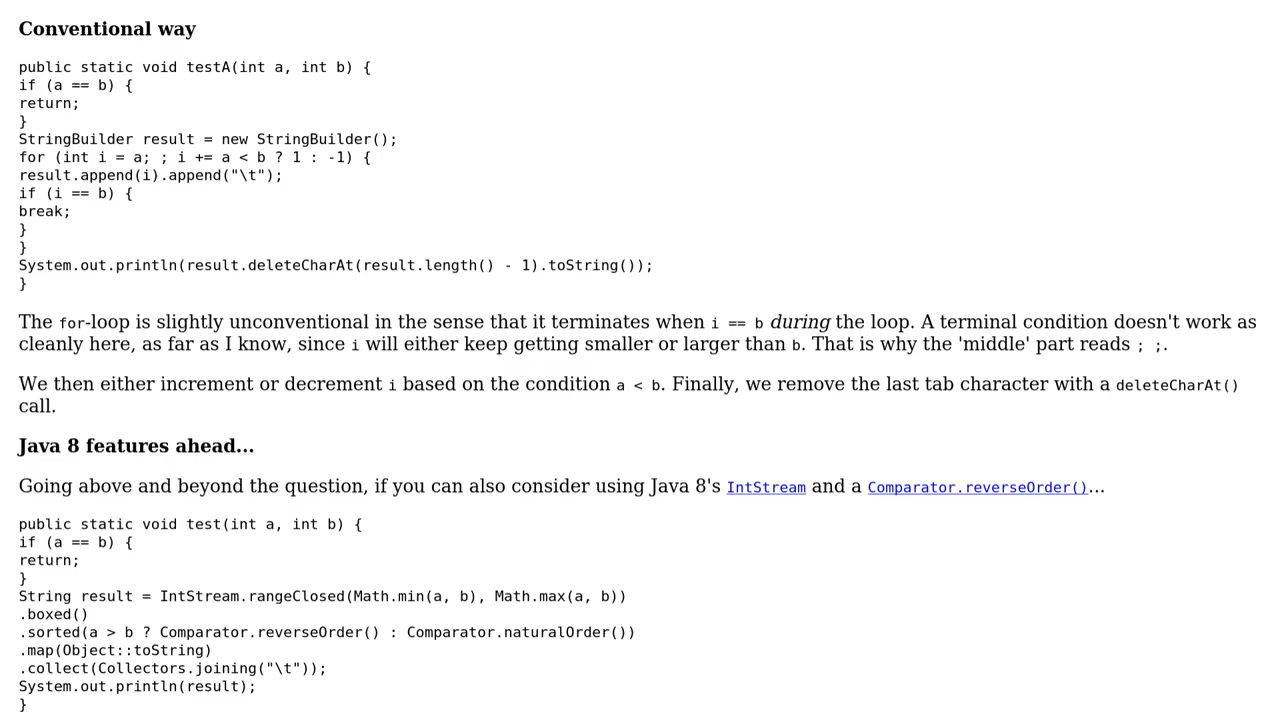 Conventional way
public static void testA(int a, int b) {
if (a == b) {
return;
}
StringBuilder result = new StringBuilder();
for (int i = a; ; i += a < b ? 1 : -1) {
result.append(i).append("\t");
if (i == b) {
break;
}
}
System.out.println(result.deleteCharAt(result.length() - 1).toString());
}
The for-loop is slightly unconventional in the sense that it terminates when i == b during the loop. A terminal condition doesn't work as
cleanly here, as far as I know, since i will either keep getting smaller or larger than b. That is why the 'middle' part reads ; ;.
We then either increment or decrement i based on the condition a < b. Finally, we remove the last tab character with a deleteCharAt()
call.
Java 8 features ahead...
Going above and beyond the question, if you can also consider using Java 8's IntStream and a Comparator.reverseOrder()...
public static void test(int a, int b) {
if (a == b) {
return;
}
String result = IntStream.rangeClosed(Math.min(a, b), Math.max(a, b))
.boxed()
.sorted(a > b ? Comparator.reverseOrder() : Comparator.naturalOrder())
.map(Object::toString)
.collect(Collectors.joining("\t"));
System.out.println(result);
}